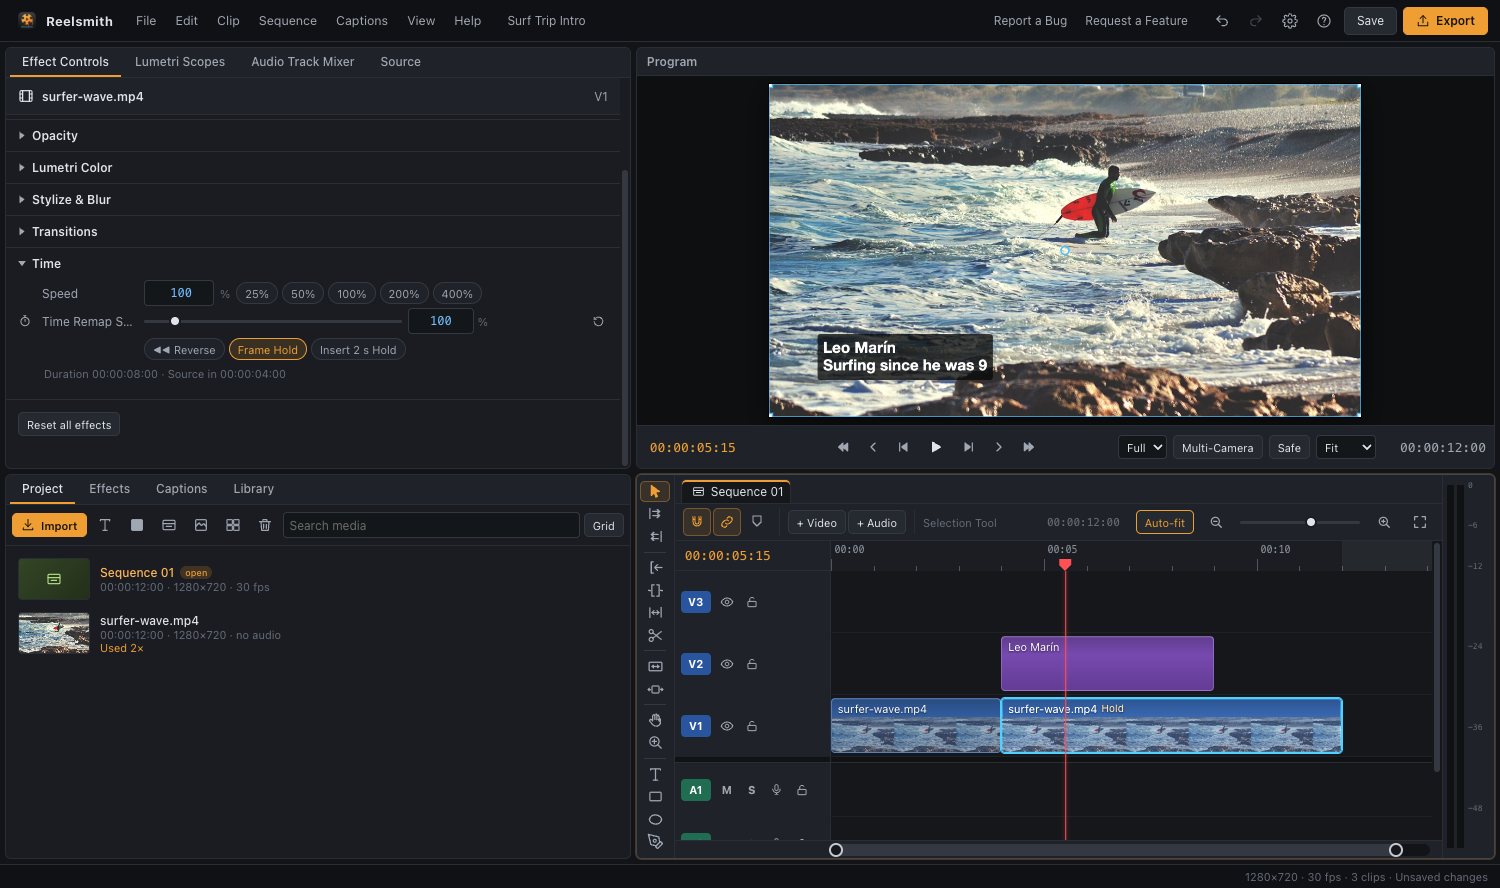 Reelsmith File Edit Clip Sequence Captions View Help Surf Trip Intro Report a Bug Request a Feature Save Export
Effect Controls Lumetri Scopes Audio Track Mixer Source
surfer-wave.mp4 V1
Opacity
Lumetri Color
Stylize & Blur
Transitions
Time
Speed 100 % 25% 50% 100% 200% 400%
Time Remap S... 100 %
Reverse Frame Hold Insert 2 s Hold
Duration 00:00:08:00 · Source in 00:00:04:00
Reset all effects
Program
Leo Marín
Surfing since he was 9
00:00:05:15 Full Multi-Camera Safe Fit 00:00:12:00
Project Effects Captions Library
Import Search media Grid
Sequence 01 open
00:00:12:00 · 1280×720 · 30 fps
surfer-wave.mp4
00:00:12:00 · 1280×720 · no audio
Used 2×
Sequence 01
+ Video + Audio Selection Tool 00:00:12:00 Auto-fit
00:00:05:15 00:00 00:05 00:10
V3
V2 Leo Marín
V1 surfer-wave.mp4 surfer-wave.mp4 Hold
A1 M S
0
-6
-12
-24
-36
-48
1280×720 · 30 fps · 3 clips · Unsaved changes